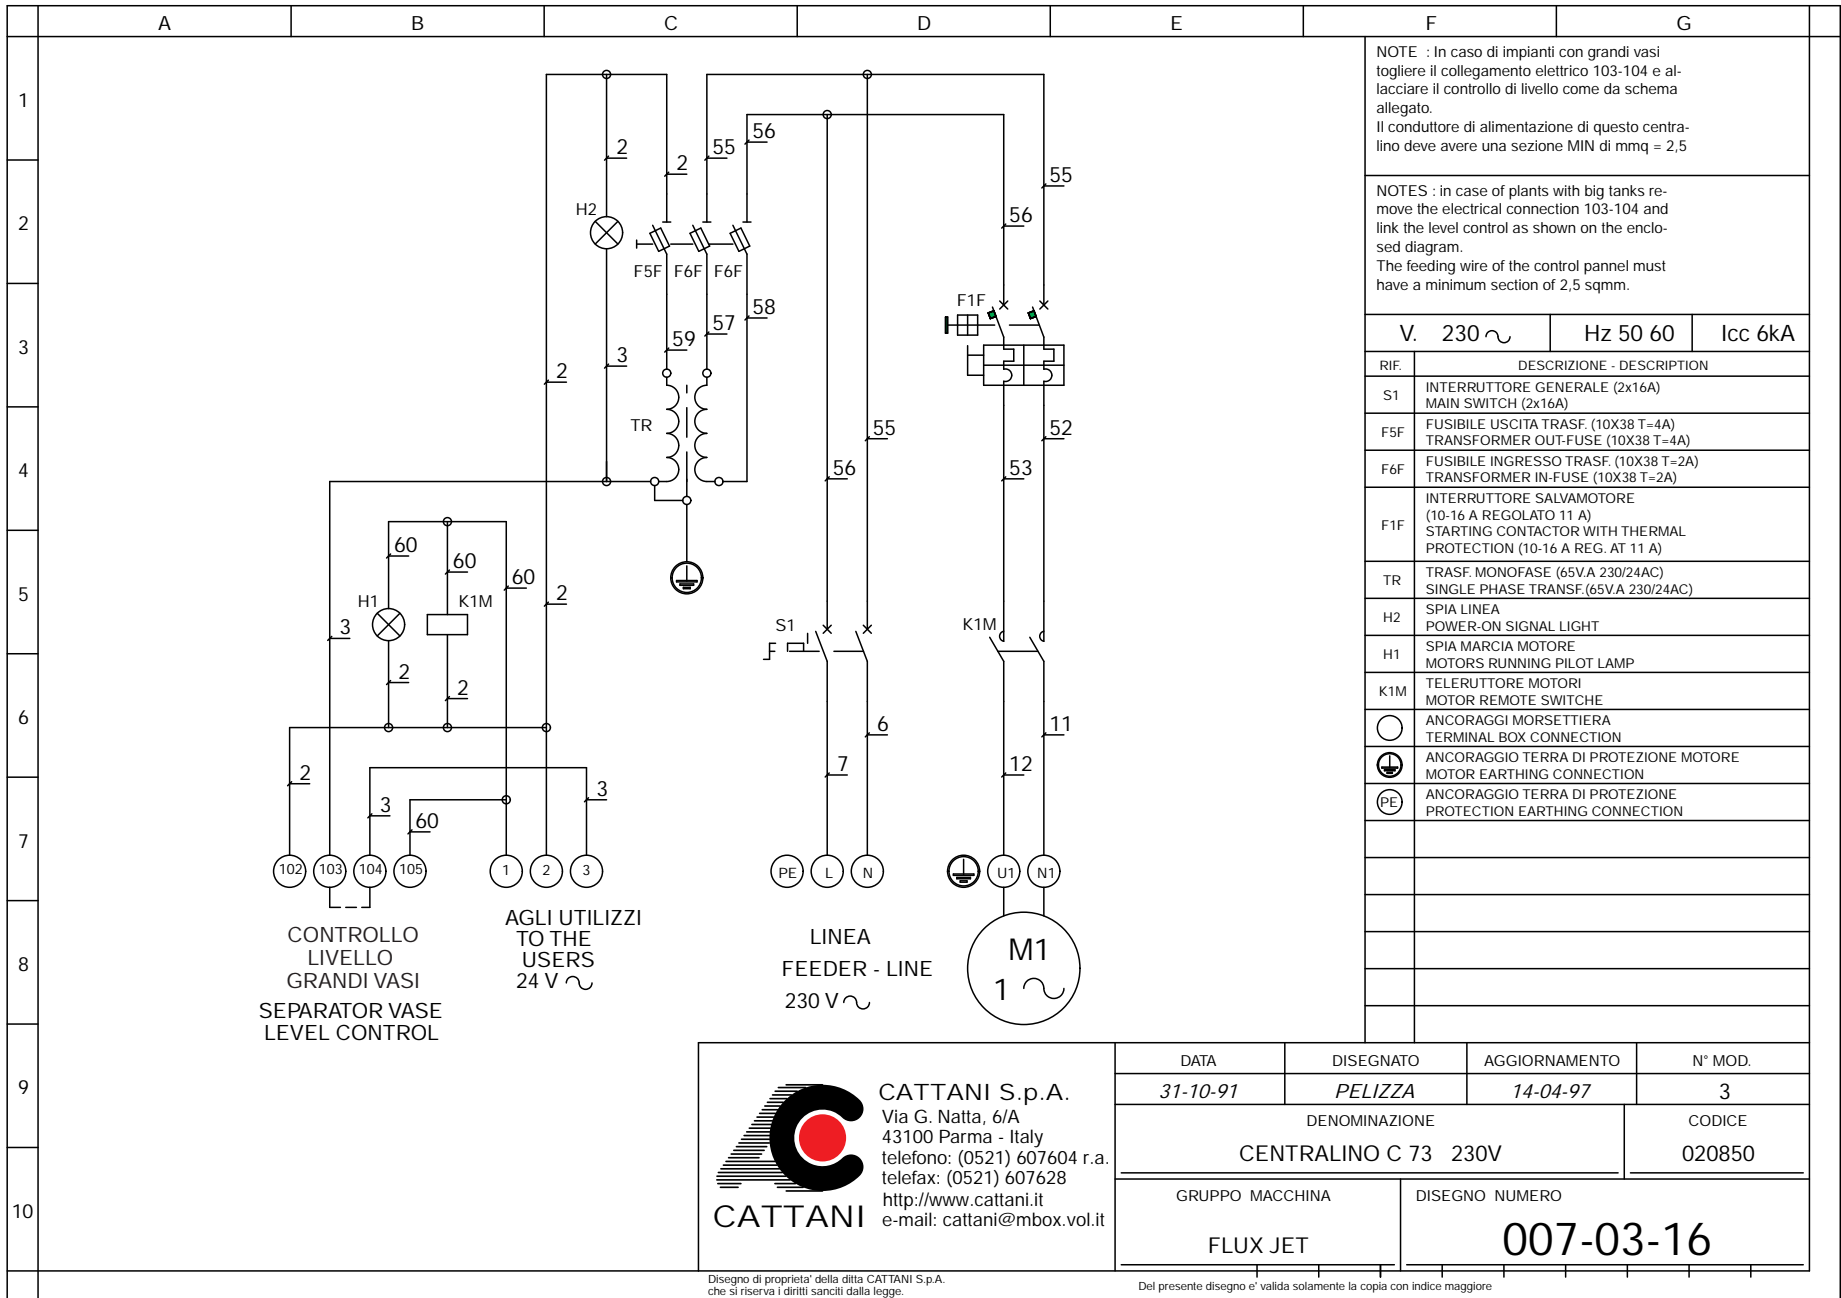 A B C D E F G
1
2
3
4
5
6
7
8
9
10
2
2
55
56
55
56
H2
F5F F6F F6F
F1F
59
57
58
3
2
TR
55
56
52
53
60
60
60
2
H1
K1M
3
2
2
S1
K1M
6
7
11
12
2
3
60
3
102 103 104 105 1 2 3
PE L N U1 N1
CONTROLLO
LIVELLO
GRANDI VASI
SEPARATOR VASE
LEVEL CONTROL
AGLI UTILIZZI
TO THE
USERS
24 V
LINEA
FEEDER - LINE
230 V
M1
1
NOTE : In caso di impianti con grandi vasi
togliere il collegamento elettrico 103-104 e al-
lacciare il controllo di livello come da schema
allegato.
Il conduttore di alimentazione di questo centra-
lino deve avere una sezione MIN di mmq = 2,5
NOTES : in case of plants with big tanks re-
move the electrical connection 103-104 and
link the level control as shown on the enclo-
sed diagram.
The feeding wire of the control pannel must
have a minimum section of 2,5 sqmm.
V. 230 Hz 50 60 Icc 6kA
RIF. DESCRIZIONE - DESCRIPTION
S1 INTERRUTTORE GENERALE (2x16A)
MAIN SWITCH (2x16A)
F5F FUSIBILE USCITA TRASF. (10X38 T=4A)
TRANSFORMER OUT-FUSE (10X38 T=4A)
F6F FUSIBILE INGRESSO TRASF. (10X38 T=2A)
TRANSFORMER IN-FUSE (10X38 T=2A)
F1F INTERRUTTORE SALVAMOTORE
(10-16 A REGOLATO 11 A)
STARTING CONTACTOR WITH THERMAL
PROTECTION (10-16 A REG. AT 11 A)
TR TRASF. MONOFASE (65V.A 230/24AC)
SINGLE PHASE TRANSF.(65V.A 230/24AC)
H2 SPIA LINEA
POWER-ON SIGNAL LIGHT
H1 SPIA MARCIA MOTORE
MOTORS RUNNING PILOT LAMP
K1M TELERUTTORE MOTORI
MOTOR REMOTE SWITCHE
ANCORAGGI MORSETTIERA
TERMINAL BOX CONNECTION
ANCORAGGIO TERRA DI PROTEZIONE MOTORE
MOTOR EARTHING CONNECTION
PE ANCORAGGIO TERRA DI PROTEZIONE
PROTECTION EARTHING CONNECTION
CATTANI
CATTANI S.p.A.
Via G. Natta, 6/A
43100 Parma - Italy
telefono: (0521) 607604 r.a.
telefax: (0521) 607628
http://www.cattani.it
e-mail: cattani@mbox.vol.it
DATA DISEGNATO AGGIORNAMENTO N° MOD.
31-10-91 PELIZZA 14-04-97 3
DENOMINAZIONE CODICE
CENTRALINO C 73 230V 020850
GRUPPO MACCHINA DISEGNO NUMERO
FLUX JET 007-03-16
Disegno di proprieta' della ditta CATTANI S.p.A.
che si riserva i diritti sanciti dalla legge.
Del presente disegno e' valida solamente la copia con indice maggiore